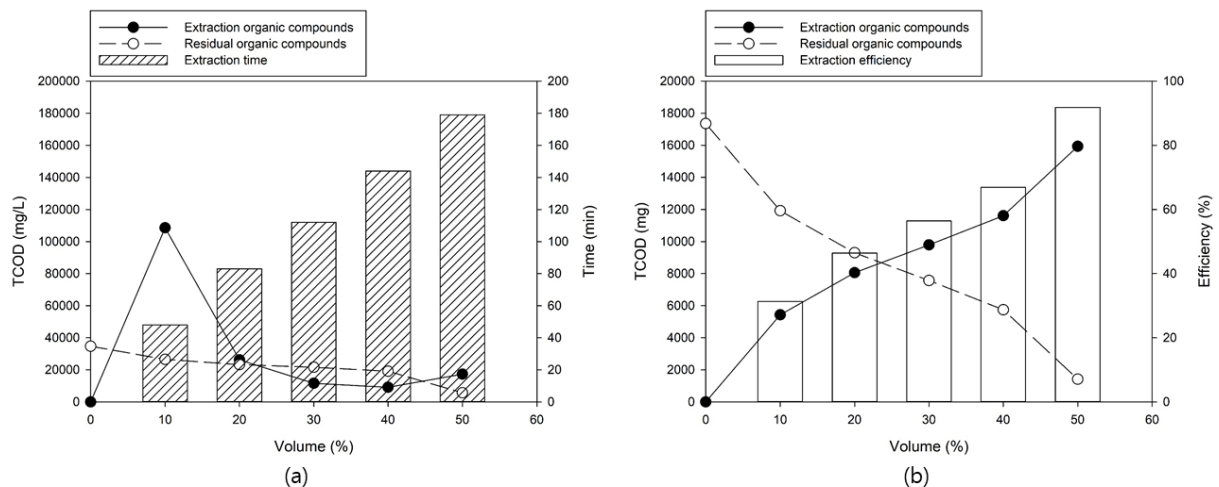 Extraction organic compounds
Residual organic compounds
Extraction time
200000
180000
160000
140000
120000
100000
80000
60000
40000
20000
0
TCOD (mg/L)
200
180
160
140
120
100
80
60
40
20
0
Time (min)
0 10 20 30 40 50 60
Volume (%)
(a)
Extraction organic compounds
Residual organic compounds
Extraction efficiency
20000
18000
16000
14000
12000
10000
8000
6000
4000
2000
0
TCOD (mg)
100
80
60
40
20
0
Efficiency (%)
0 10 20 30 40 50 60
Volume (%)
(b)